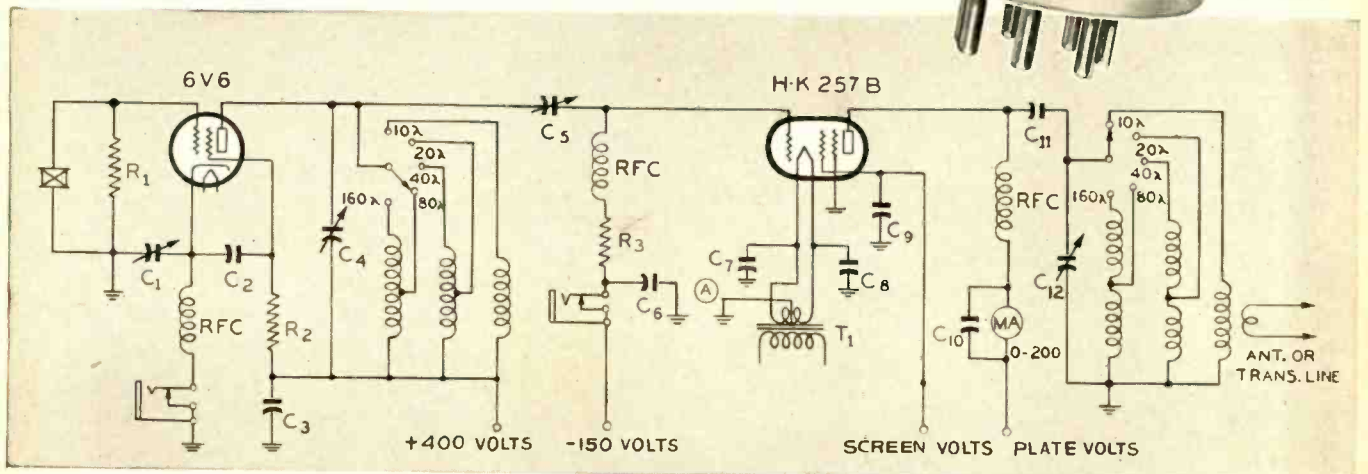 6V6
H-K 257B
R1
C1
C2
RFC
R2
C3
C4
10λ
20λ
40λ
80λ
160λ
+400 VOLTS
C5
RFC
R3
C6
-150 VOLTS
C7
A
C8
T1
C9
SCREEN VOLTS
C11
RFC
C10
MA
0-200
PLATE VOLTS
C12
10λ
20λ
40λ
80λ
160λ
ANT. OR
TRANS. LINE